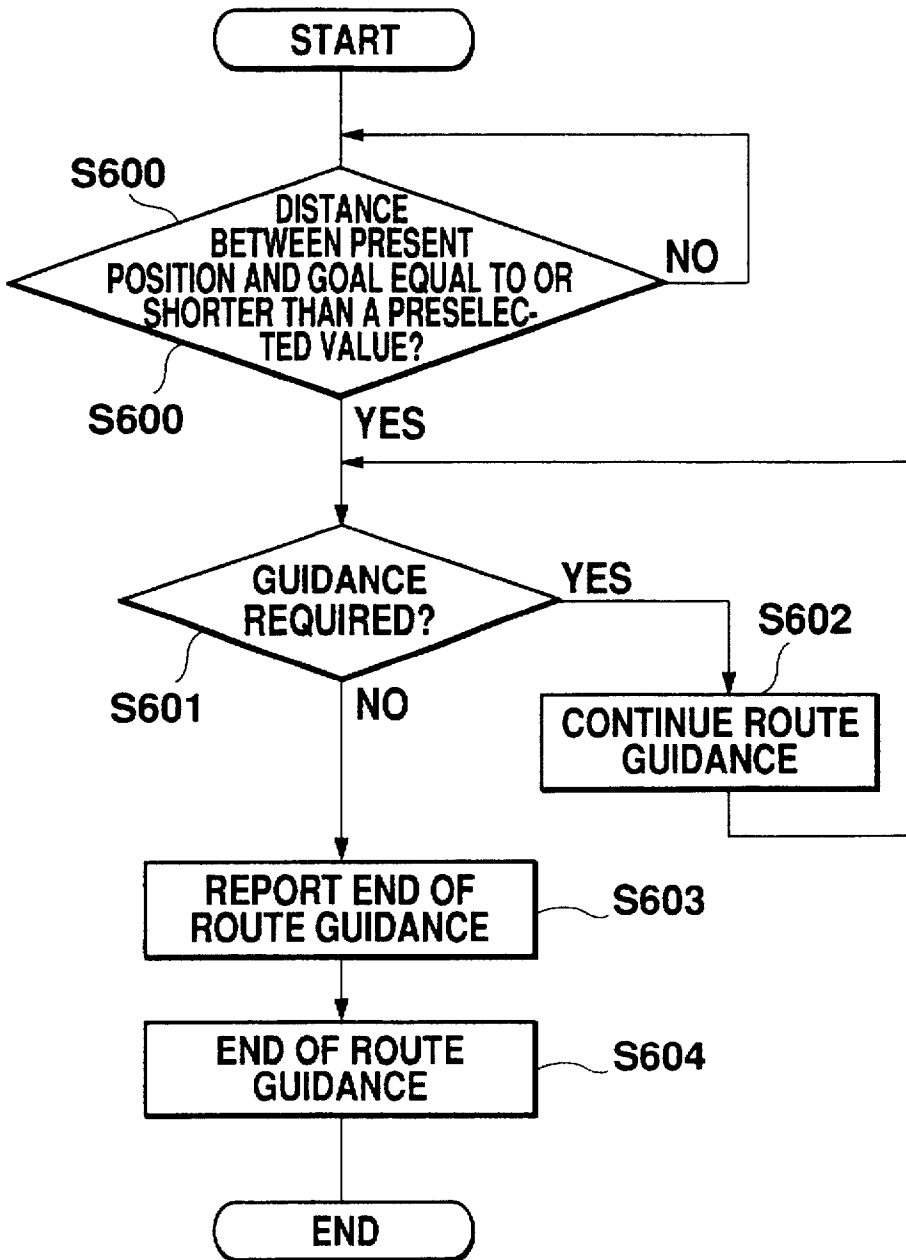 START
S600
DISTANCE
BETWEEN PRESENT
POSITION AND GOAL EQUAL TO OR
SHORTER THAN A PRESELEC-
TED VALUE?
NO
S600
YES
GUIDANCE
REQUIRED?
YES
S601
NO
S602
CONTINUE ROUTE
GUIDANCE
REPORT END OF
ROUTE GUIDANCE
S603
END OF ROUTE
GUIDANCE
S604
END